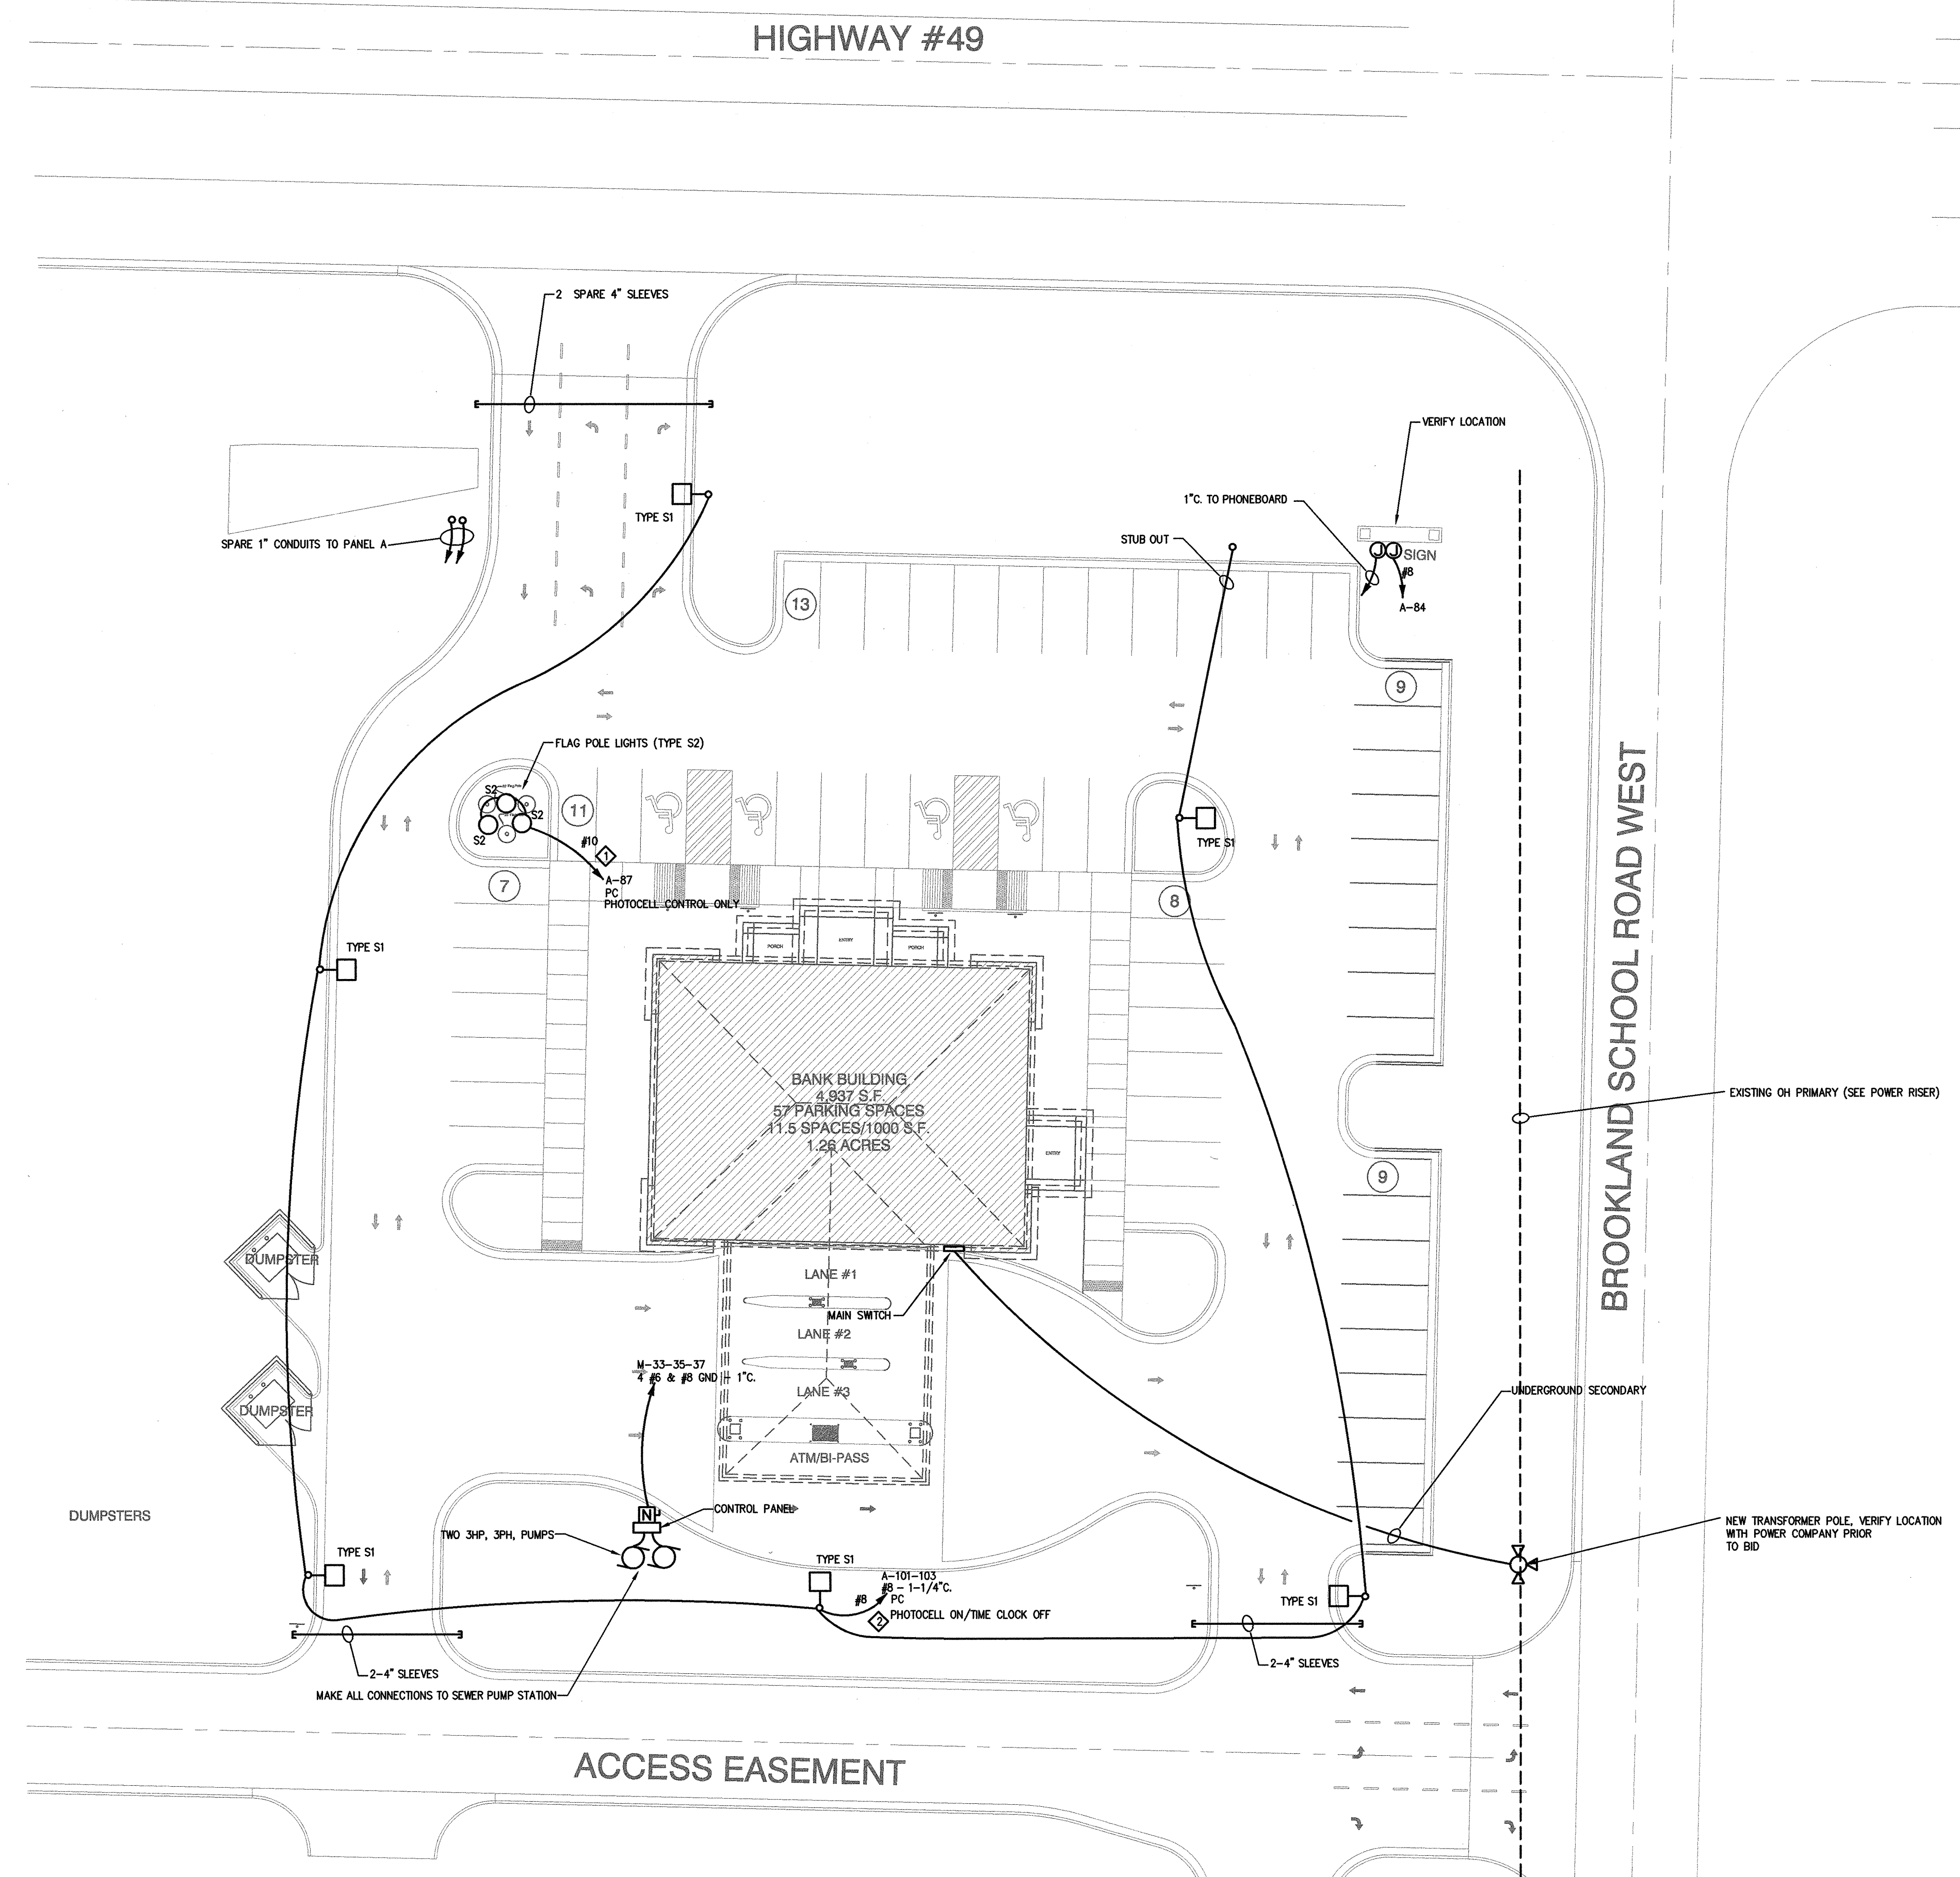 HIGHWAY #49
2 SPARE 4" SLEEVES
VERIFY LOCATION
1"C. TO PHONEBOARD
TYPE S1
STUB OUT
SPARE 1" CONDUITS TO PANEL A
J J SIGN
#8
A-84
13
9
FLAG POLE LIGHTS (TYPE S2)
S2
S2
S2
11
#10
1
TYPE S1
7
A-87
PC
PHOTOCELL CONTROL ONLY
8
PORCH
ENTRY
PORCH
TYPE S1
BROOKLAND SCHOOL ROAD WEST
BANK BUILDING
4,937 S.F.
57 PARKING SPACES
11.5 SPACES/1000 S.F.
1.26 ACRES
EXISTING OH PRIMARY (SEE POWER RISER)
ENTRY
9
DUMPSTER
LANE #1
MAIN SWITCH
LANE #2
M-33-35-37
4 #6 & #8 GND - 1"C.
LANE #3
UNDERGROUND SECONDARY
DUMPSTER
ATM/BI-PASS
DUMPSTERS
CONTROL PANEL
N
TWO 3HP, 3PH, PUMPS
NEW TRANSFORMER POLE, VERIFY LOCATION
WITH POWER COMPANY PRIOR
TO BID
TYPE S1
TYPE S1
A-101-103
#8 - 1-1/4"C.
#8
PC
2
PHOTOCELL ON/TIME CLOCK OFF
TYPE S1
2-4" SLEEVES
2-4" SLEEVES
MAKE ALL CONNECTIONS TO SEWER PUMP STATION
ACCESS EASEMENT